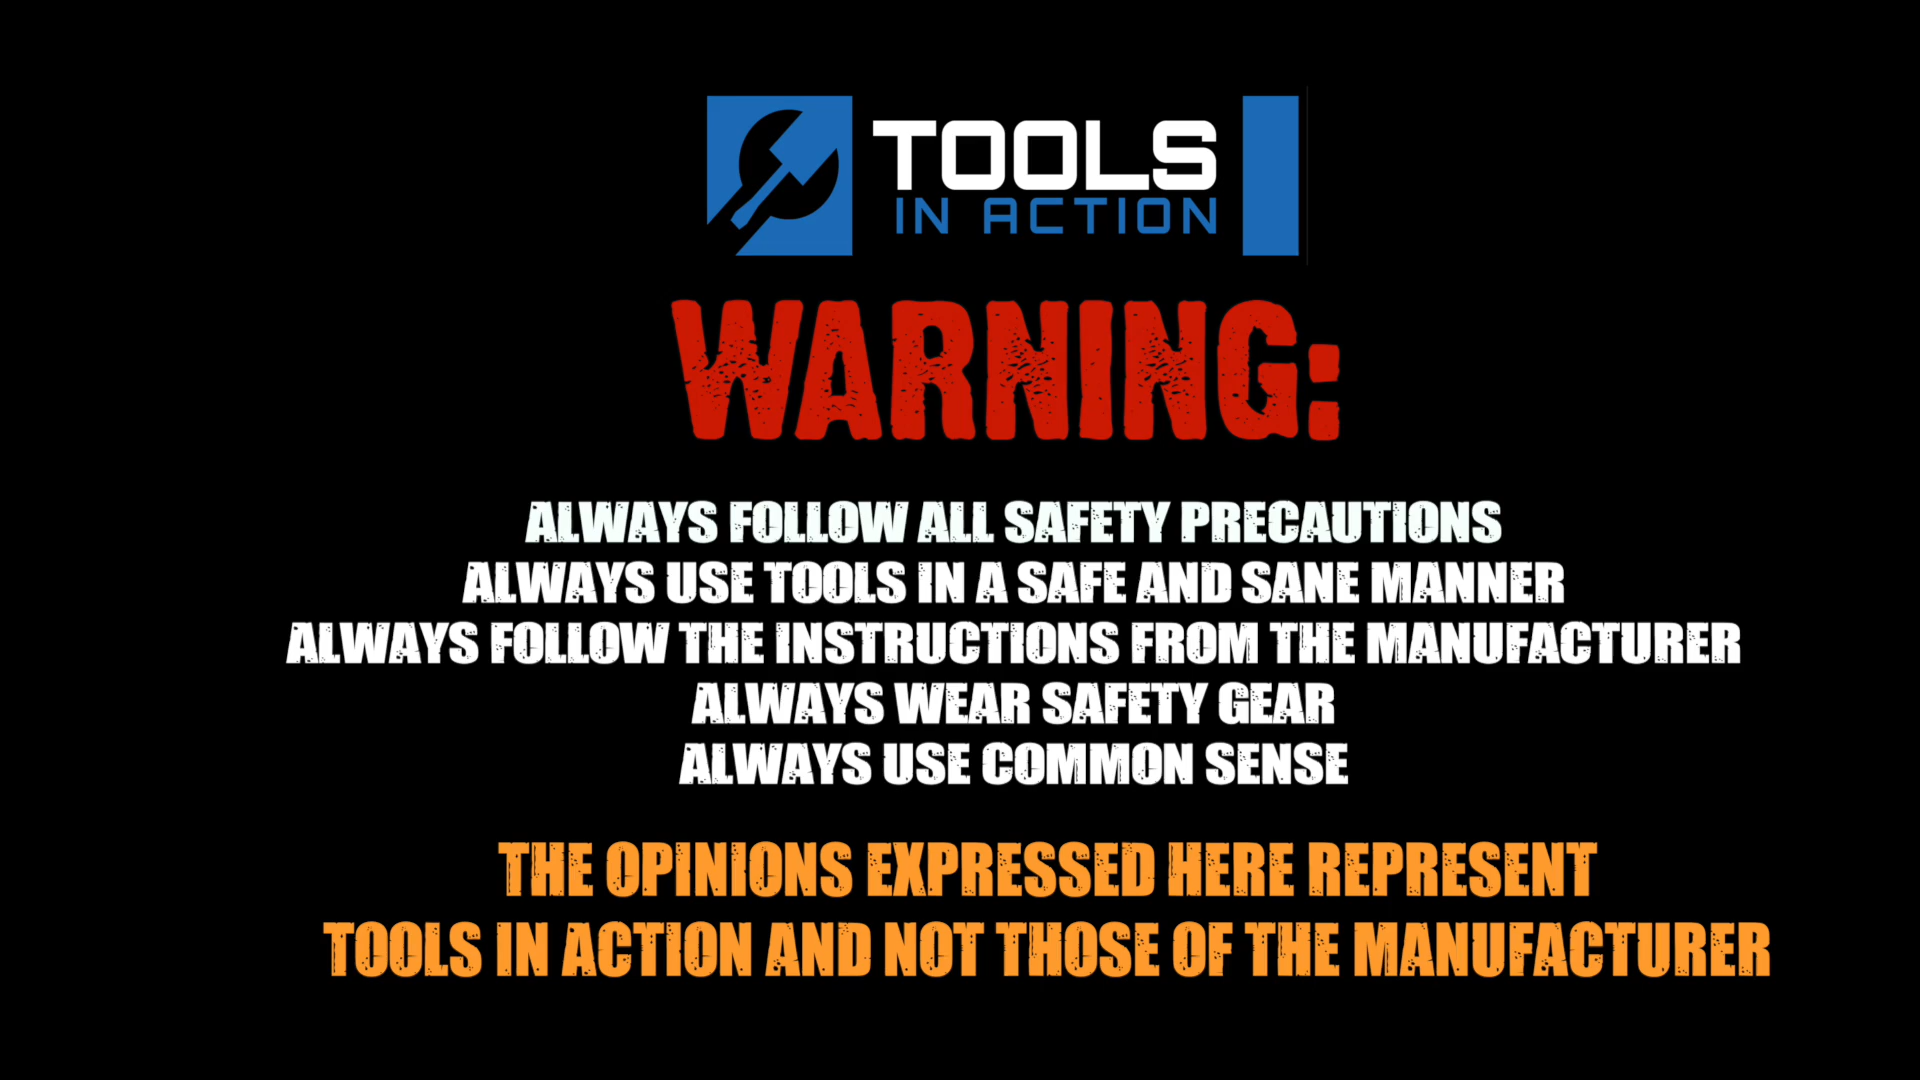 TOOLS
IN ACTION
WARNING:
ALWAYS FOLLOW ALL SAFETY PRECAUTIONS
ALWAYS USE TOOLS IN A SAFE AND SANE MANNER
ALWAYS FOLLOW THE INSTRUCTIONS FROM THE MANUFACTURER
ALWAYS WEAR SAFETY GEAR
ALWAYS USE COMMON SENSE
THE OPINIONS EXPRESSED HERE REPRESENT
TOOLS IN ACTION AND NOT THOSE OF THE MANUFACTURER